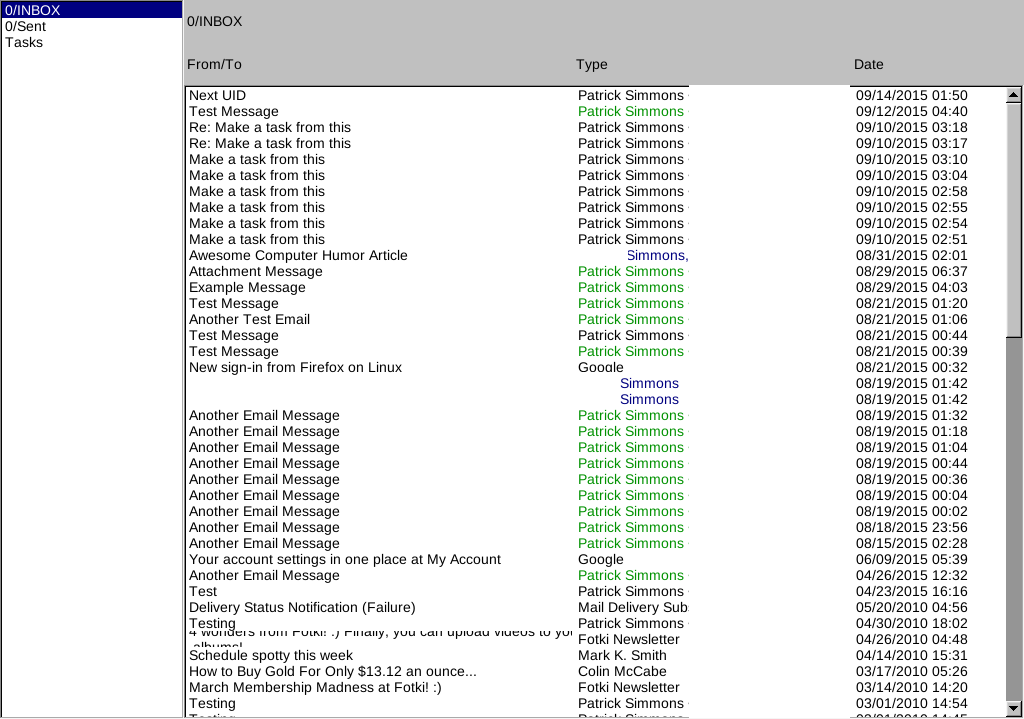 0/INBOX
0/Sent
Tasks
0/INBOX
From/To Type Date
Next UID Patrick Simmons 09/14/2015 01:50
Test Message Patrick Simmons 09/12/2015 04:40
Re: Make a task from this Patrick Simmons 09/10/2015 03:18
Re: Make a task from this Patrick Simmons 09/10/2015 03:17
Make a task from this Patrick Simmons 09/10/2015 03:10
Make a task from this Patrick Simmons 09/10/2015 03:04
Make a task from this Patrick Simmons 09/10/2015 02:58
Make a task from this Patrick Simmons 09/10/2015 02:55
Make a task from this Patrick Simmons 09/10/2015 02:54
Make a task from this Patrick Simmons 09/10/2015 02:51
Awesome Computer Humor Article Simmons, 08/31/2015 02:01
Attachment Message Patrick Simmons 08/29/2015 06:37
Example Message Patrick Simmons 08/29/2015 04:03
Test Message Patrick Simmons 08/21/2015 01:20
Another Test Email Patrick Simmons 08/21/2015 01:06
Test Message Patrick Simmons 08/21/2015 00:44
Test Message Patrick Simmons 08/21/2015 00:39
New sign-in from Firefox on Linux Google 08/21/2015 00:32
Simmons 08/19/2015 01:42
Simmons 08/19/2015 01:42
Another Email Message Patrick Simmons 08/19/2015 01:32
Another Email Message Patrick Simmons 08/19/2015 01:18
Another Email Message Patrick Simmons 08/19/2015 01:04
Another Email Message Patrick Simmons 08/19/2015 00:44
Another Email Message Patrick Simmons 08/19/2015 00:36
Another Email Message Patrick Simmons 08/19/2015 00:04
Another Email Message Patrick Simmons 08/19/2015 00:02
Another Email Message Patrick Simmons 08/18/2015 23:56
Another Email Message Patrick Simmons 08/15/2015 02:28
Your account settings in one place at My Account Google 06/09/2015 05:39
Another Email Message Patrick Simmons 04/26/2015 12:32
Test Patrick Simmons 04/23/2015 16:16
Delivery Status Notification (Failure) Mail Delivery Sub 05/20/2010 04:56
Testing Patrick Simmons 04/30/2010 18:02
4 wonders from Fotki! :) Finally, you can upload videos to you Fotki Newsletter 04/26/2010 04:48
albums!
Schedule spotty this week Mark K. Smith 04/14/2010 15:31
How to Buy Gold For Only $13.12 an ounce... Colin McCabe 03/17/2010 05:26
March Membership Madness at Fotki! :) Fotki Newsletter 03/14/2010 14:20
Testing Patrick Simmons 03/01/2010 14:54
Testing Patrick Simmons 03/01/2010 14:45